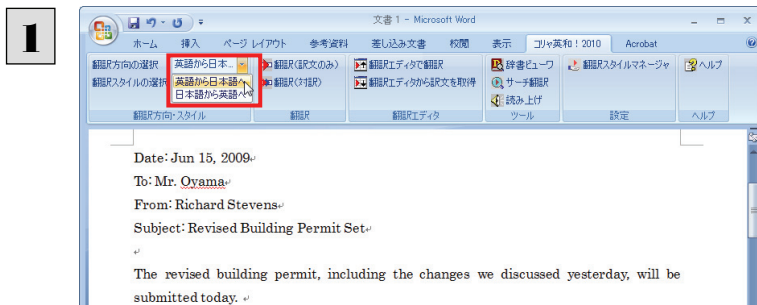 1
文書 1 - Microsoft Word
ホーム 挿入 ページ レイアウト 参考資料 差し込み文書 校閲 表示 コリャ英和！2010 Acrobat
翻訳方向の選択 英語から日本... 翻訳(訳文のみ) 翻訳エディタで翻訳 辞書ビューワ 翻訳スタイルマネージャ ヘルプ
翻訳スタイルの選択 英語から日本語へ 翻訳(対訳) 翻訳エディタから訳文を取得 サーチ翻訳
日本語から英語へ 読み上げ
翻訳方向・スタイル 翻訳 翻訳エディタ ツール 設定 ヘルプ
Date: Jun 15, 2009
To: Mr. Oyama
From: Richard Stevens
Subject: Revised Building Permit Set
The revised building permit, including the changes we discussed yesterday, will be
submitted today.